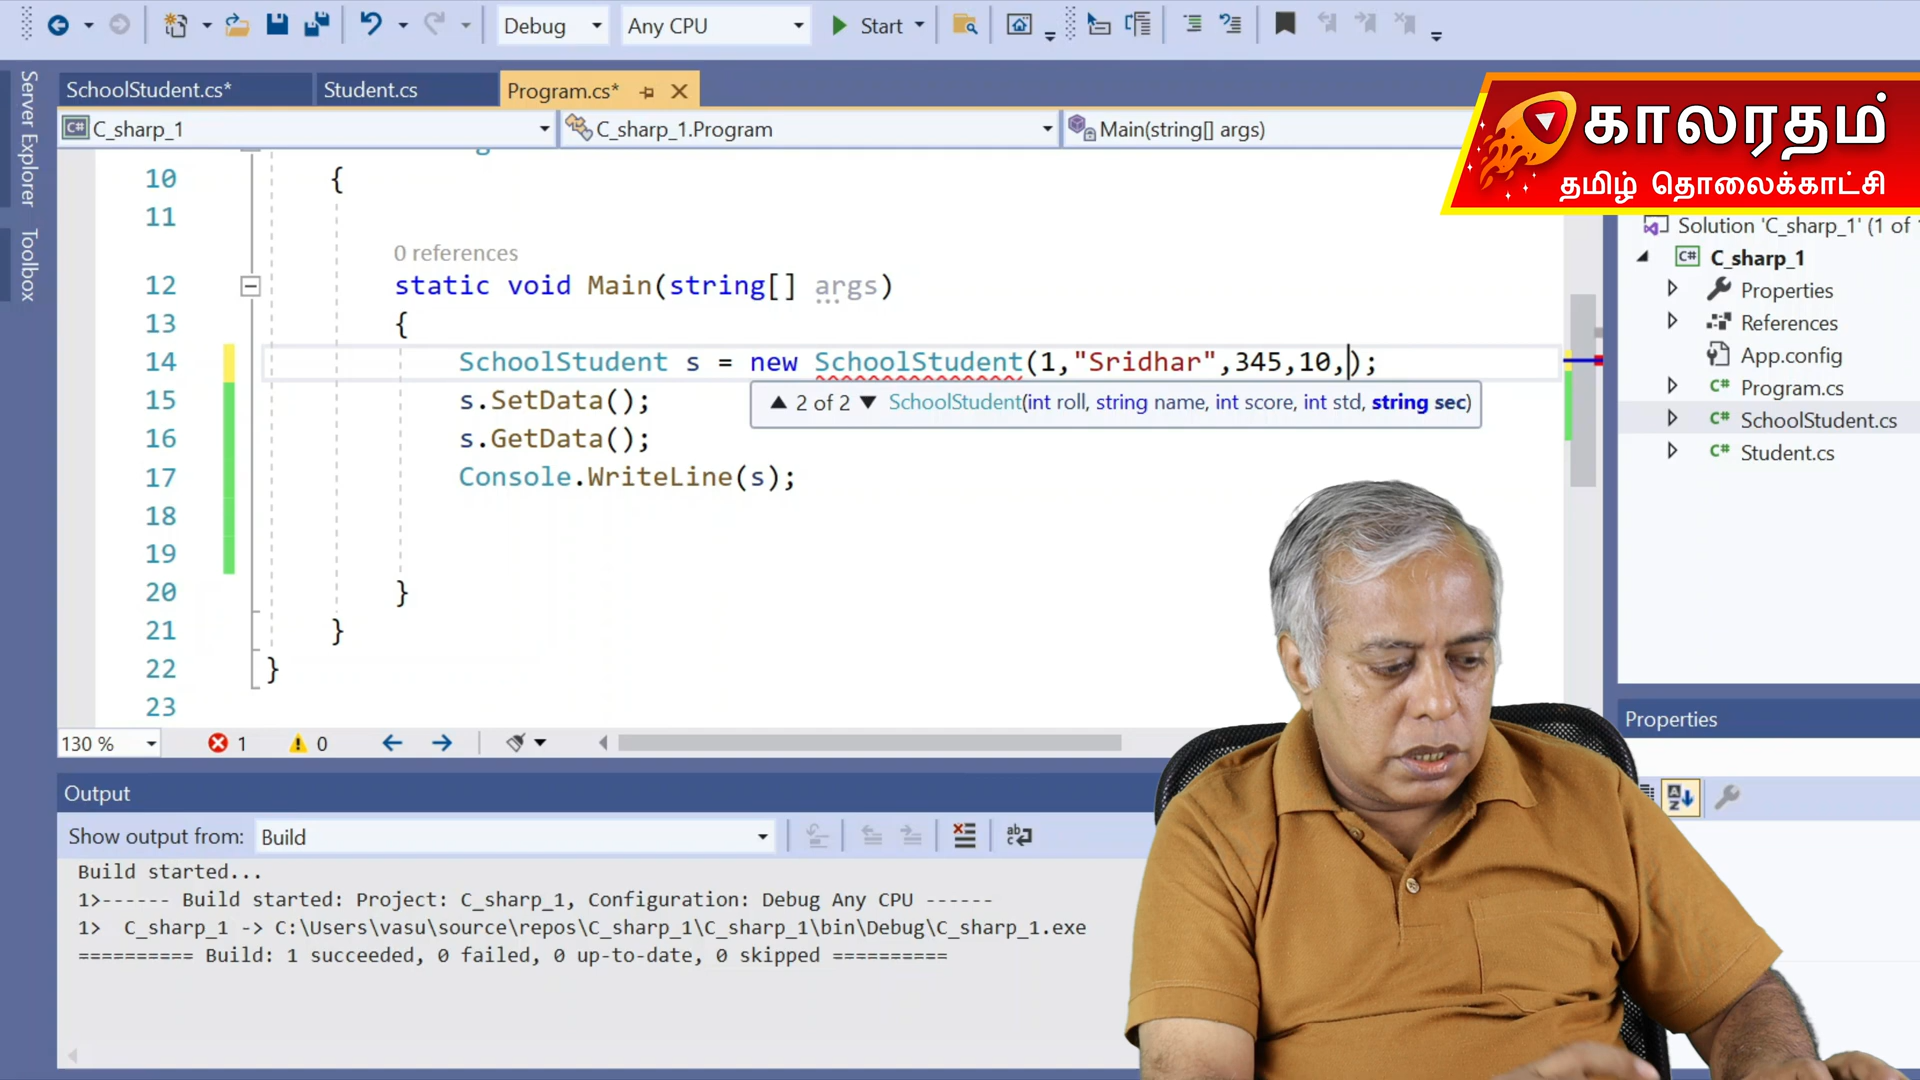 Debug
Any CPU
Start
SchoolStudent.cs*
Student.cs
Program.cs*
காலரதம்
தமிழ் தொலைக்காட்சி
Server Explorer
Toolbox
C_sharp_1
C_sharp_1.Program
Main(string[] args)
10 {
11
0 references
12 static void Main(string[] args)
13 {
14 SchoolStudent s = new SchoolStudent(1,"Sridhar",345,10,);
2 of 2 SchoolStudent(int roll, string name, int score, int std, string sec)
15 s.SetData();
16 s.GetData();
17 Console.WriteLine(s);
18
19
20 }
21 }
22 }
23
130 %
1
0
Solution 'C_sharp_1' (1 of
C# C_sharp_1
Properties
References
App.config
C# Program.cs
C# SchoolStudent.cs
C# Student.cs
Properties
Output
Show output from: Build
Build started...
1>------ Build started: Project: C_sharp_1, Configuration: Debug Any CPU ------
1> C_sharp_1 -> C:\Users\vasu\source\repos\C_sharp_1\C_sharp_1\bin\Debug\C_sharp_1.exe
========== Build: 1 succeeded, 0 failed, 0 up-to-date, 0 skipped ==========